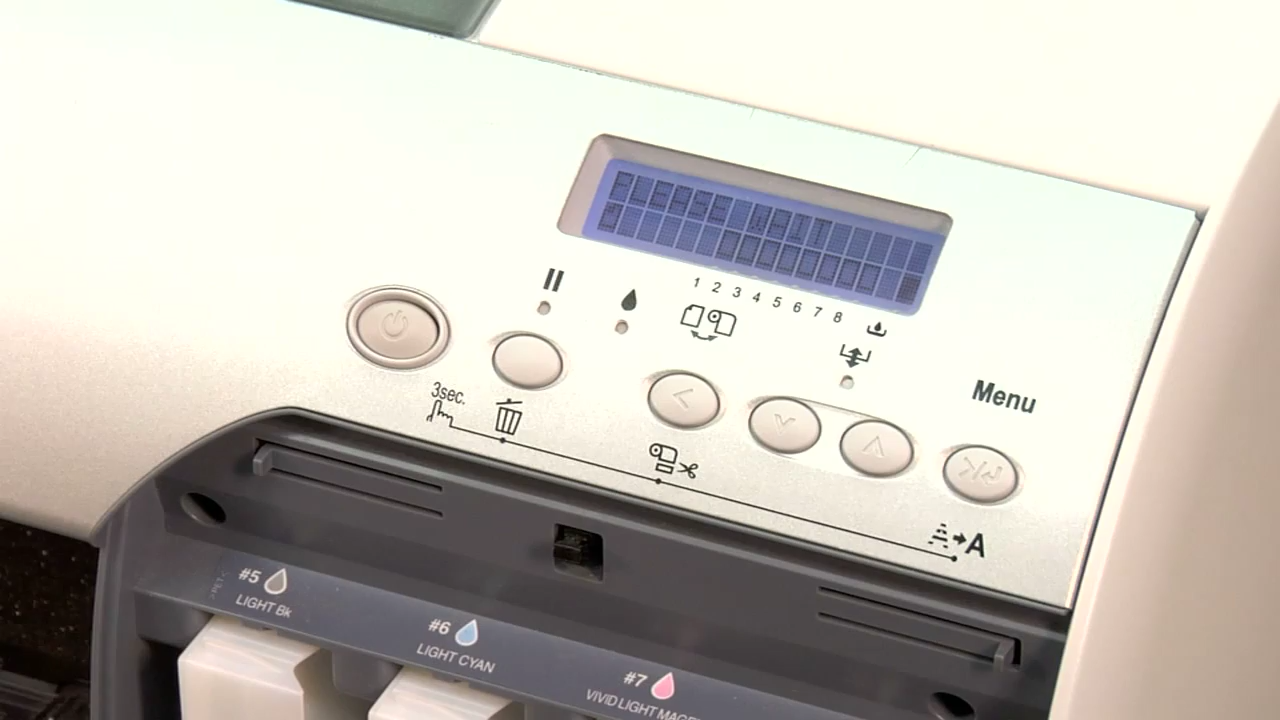 PLEASE WAIT
1 2 3 4 5 6 7 8
3sec.
Menu
A
#5
LIGHT Bk
#6
LIGHT CYAN
#7
VIVID LIGHT